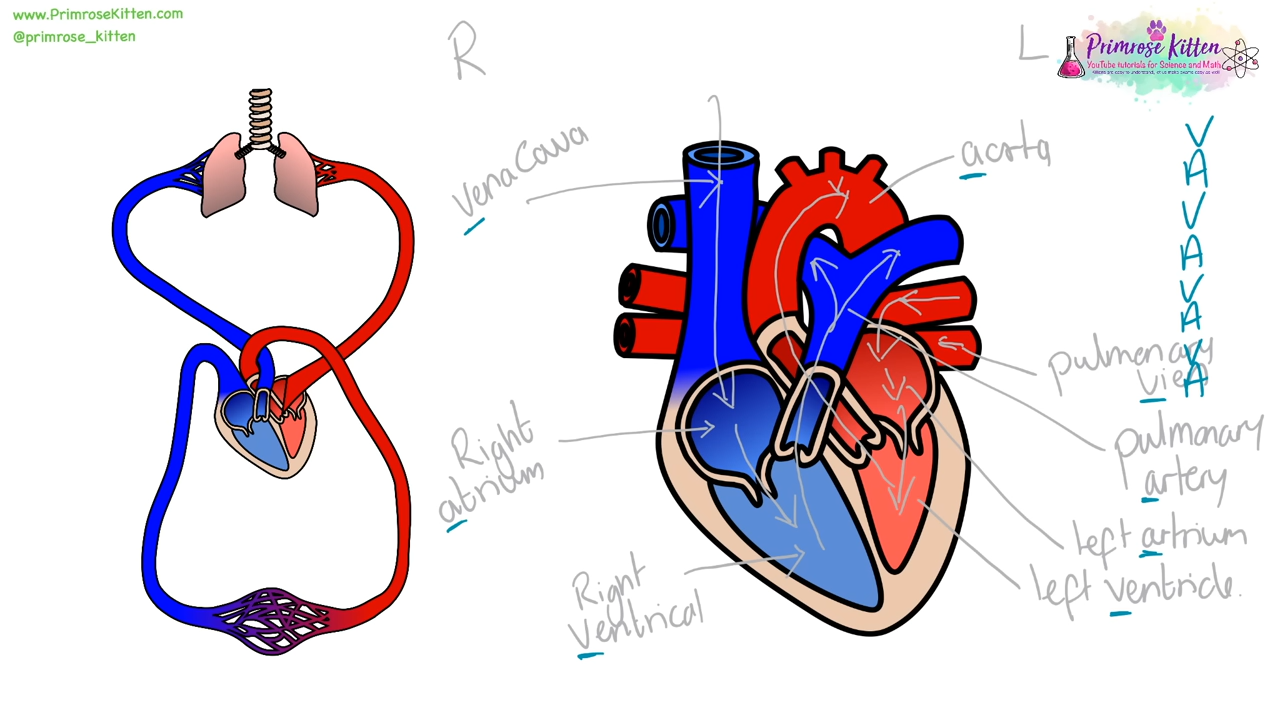 www.PrimroseKitten.com
@primrose_kitten
R
L
Primrose Kitten
YouTube tutorials for Science and Maths
Vena Cava
aorta
V
A
V
A
V
A
V
A
pulmonary
vien
pulmonary
artery
Right
atrium
left artrium
left ventricle.
Right
Ventrical